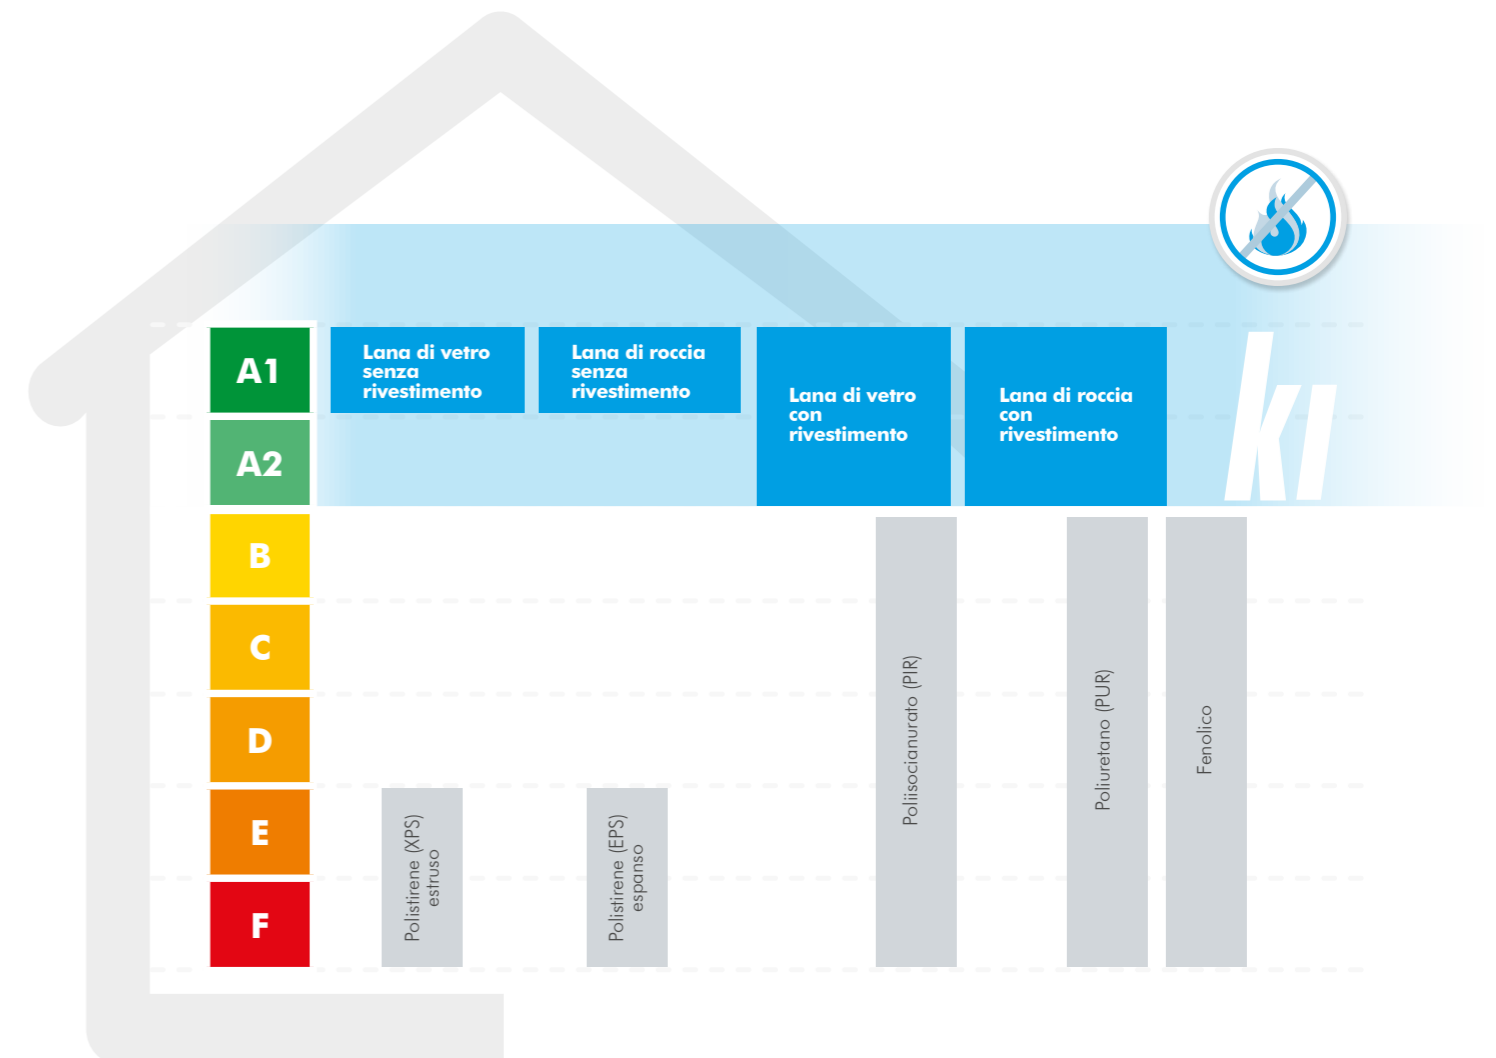 A1
Lana di vetro
senza
rivestimento
Lana di roccia
senza
rivestimento
Lana di vetro
con
rivestimento
Lana di roccia
con
rivestimento
ki
A2
B
C
D
E
F
Polistirene (XPS)
estruso
Polistirene (EPS)
espanso
Poliisocianurato (PIR)
Poliuretano (PUR)
Fenolico